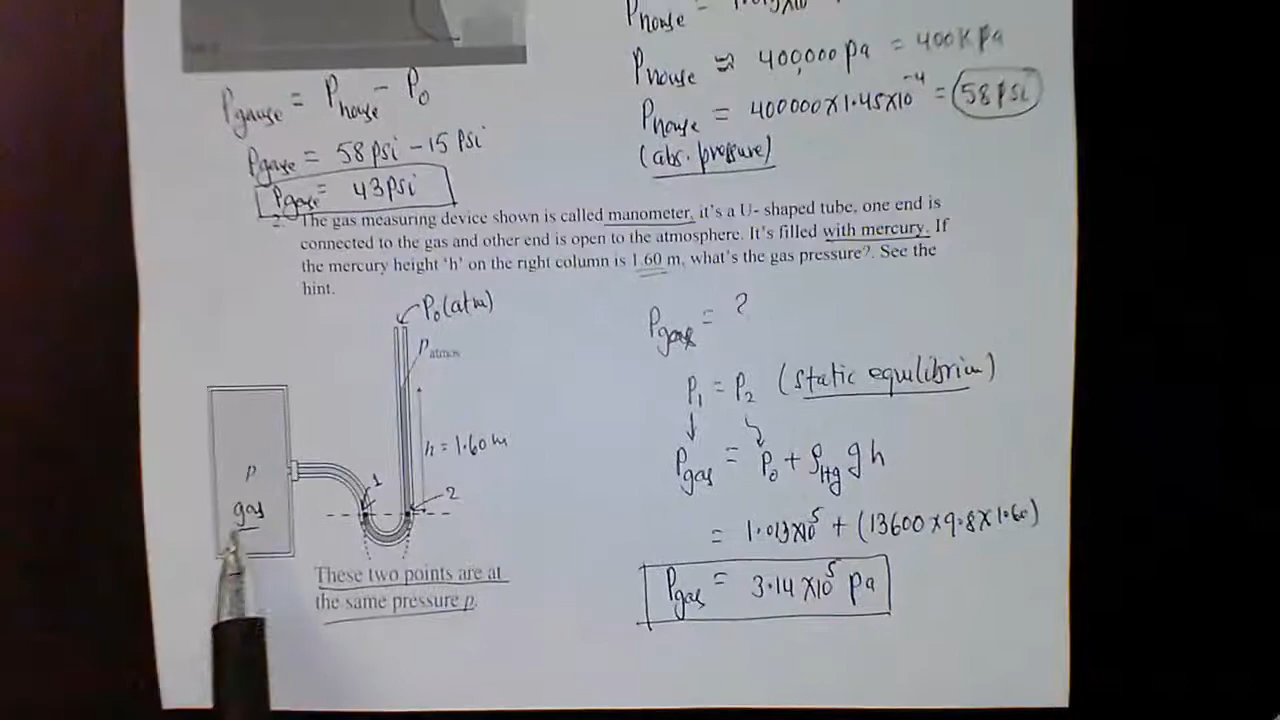 P_house =
P_house ≈ 400,000 pa = 400K pa
P_gauge = P_house - P_0
P_house = 400000 x 1.45 x 10^-4 = 58 psi
(abs. pressure)
P_gauge = 58 psi - 15 psi
P_gauge = 43 psi
2. The gas measuring device shown is called manometer, it's a U- shaped tube, one end is
connected to the gas and other end is open to the atmosphere. It's filled with mercury. If
the mercury height 'h' on the right column is 1.60 m, what's the gas pressure?. See the
hint.
P_0 (atm)
P_gas = ?
P_atmos
P_1 = P_2 (static equilibrium)
h = 1.60 m
P_gas = P_0 + ρ_Hg g h
p
gas
1
2
= 1.013 x 10^5 + (13600 x 9.8 x 1.60)
These two points are at
the same pressure p.
P_gas = 3.14 x 10^5 pa